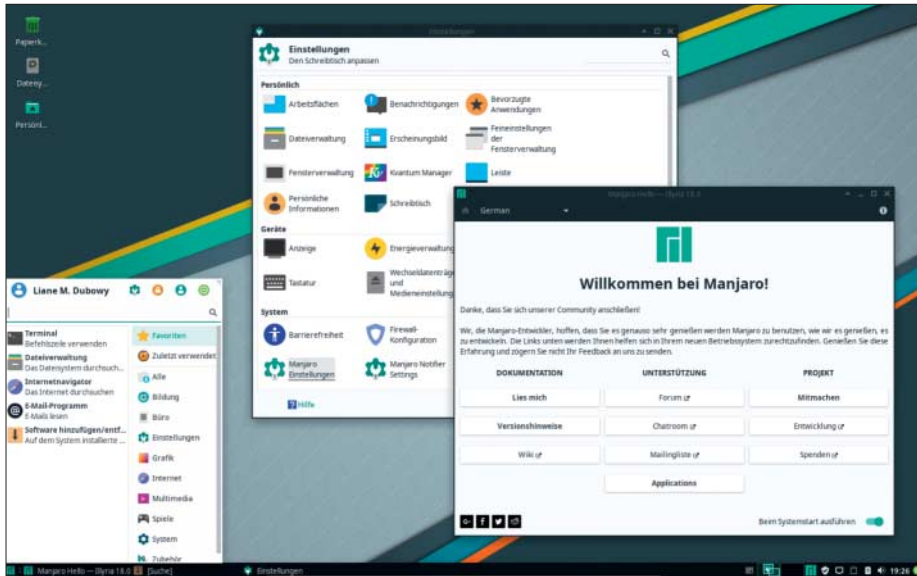 Papierk...
Dateisy...
Persönl...
Einstellungen
Einstellungen
Den Schreibtisch anpassen
Persönlich
Arbeitsflächen
Benachrichtigungen
Bevorzugte
Anwendungen
Dateiverwaltung
Erscheinungsbild
Feineinstellungen
der
Fensterverwaltung
Fensterverwaltung
Kvantum Manager
Leiste
Persönliche
Informationen
Schreibtisch
Geräte
Anzeige
Energieverwaltung
Tastatur
Wechseldatenträger
und
Medieneinstellung
System
Barrierefreiheit
Firewall-
Konfiguration
Manjaro
Einstellungen
Manjaro Notifier
Settings
Hilfe
Manjaro Hello — Illyria 18.0
German
Willkommen bei Manjaro!
Danke, dass Sie sich unserer Community anschließen!
Wir, die Manjaro-Entwickler, hoffen, dass Sie es genauso sehr genießen werden Manjaro zu benutzen, wie wir es genießen, es
zu entwickeln. Die Links unten werden Ihnen helfen sich in Ihrem neuen Betriebssystem zurechtzufinden. Genießen Sie diese
Erfahrung und zögern Sie nicht Ihr Feedback an uns zu senden.
DOKUMENTATION
UNTERSTÜTZUNG
PROJEKT
Lies mich
Forum
Mitmachen
Versionshinweise
Chatroom
Entwicklung
Wiki
Mailingliste
Spenden
Applications
Beim Systemstart ausführen
Liane M. Dubowy
Terminal
Befehlszeile verwenden
Dateiverwaltung
Das Dateisystem durchsuch...
Internetnavigator
Das Internet durchsuchen
E-Mail-Programm
E-Mails lesen
Software hinzufügen/entf...
Auf dem System installierte ...
Favoriten
Zuletzt verwendet
Alle
Bildung
Büro
Einstellungen
Grafik
Internet
Multimedia
Spiele
System
Zubehör
Manjaro Hello — Illyria 18.0
[Suche]
Einstellungen
19:26